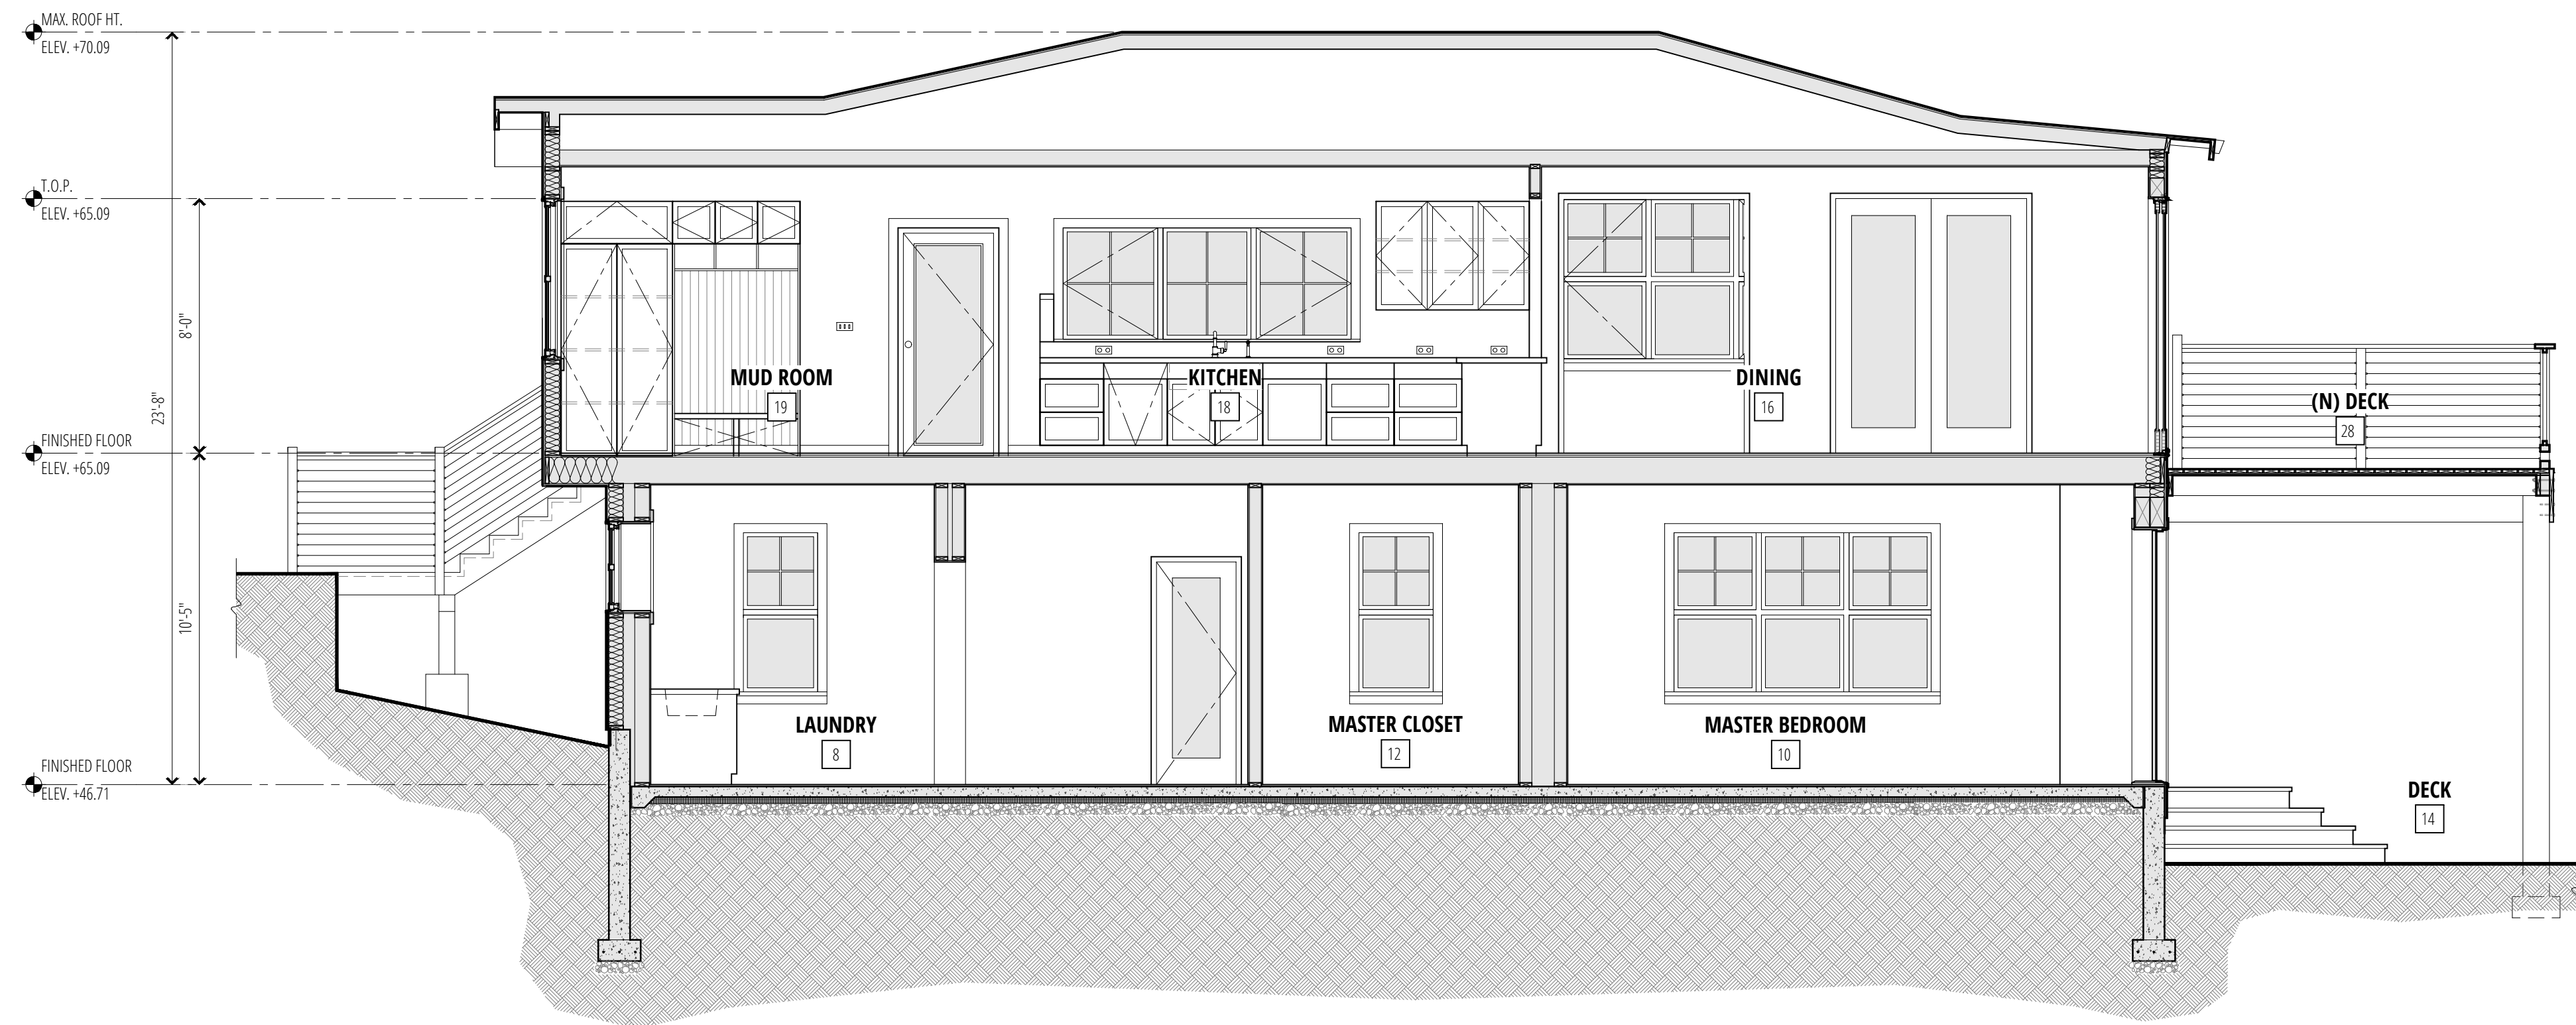 MAX. ROOF HT.
ELEV. +70.09
T.O.P.
ELEV. +65.09
8'-0"
23'-8"
MUD ROOM
19
KITCHEN
18
DINING
16
(N) DECK
28
FINISHED FLOOR
ELEV. +65.09
10'-5"
LAUNDRY
8
MASTER CLOSET
12
MASTER BEDROOM
10
FINISHED FLOOR
ELEV. +46.71
DECK
14